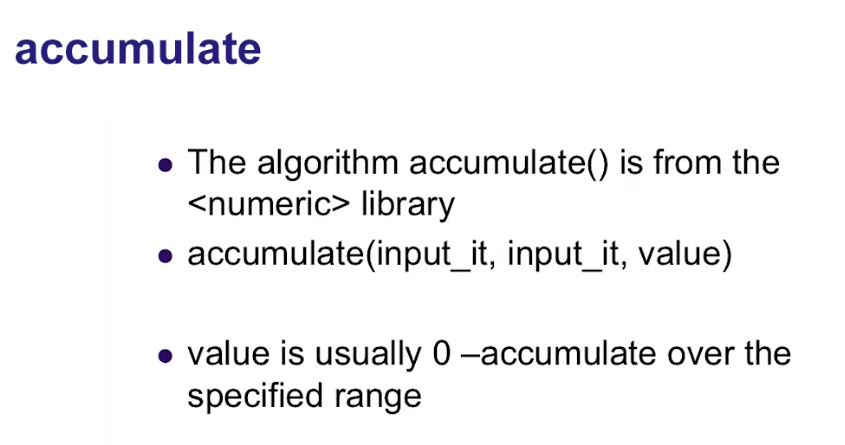 accumulate
• The algorithm accumulate() is from the
<numeric> library
• accumulate(input_it, input_it, value)
• value is usually 0 –accumulate over the
specified range